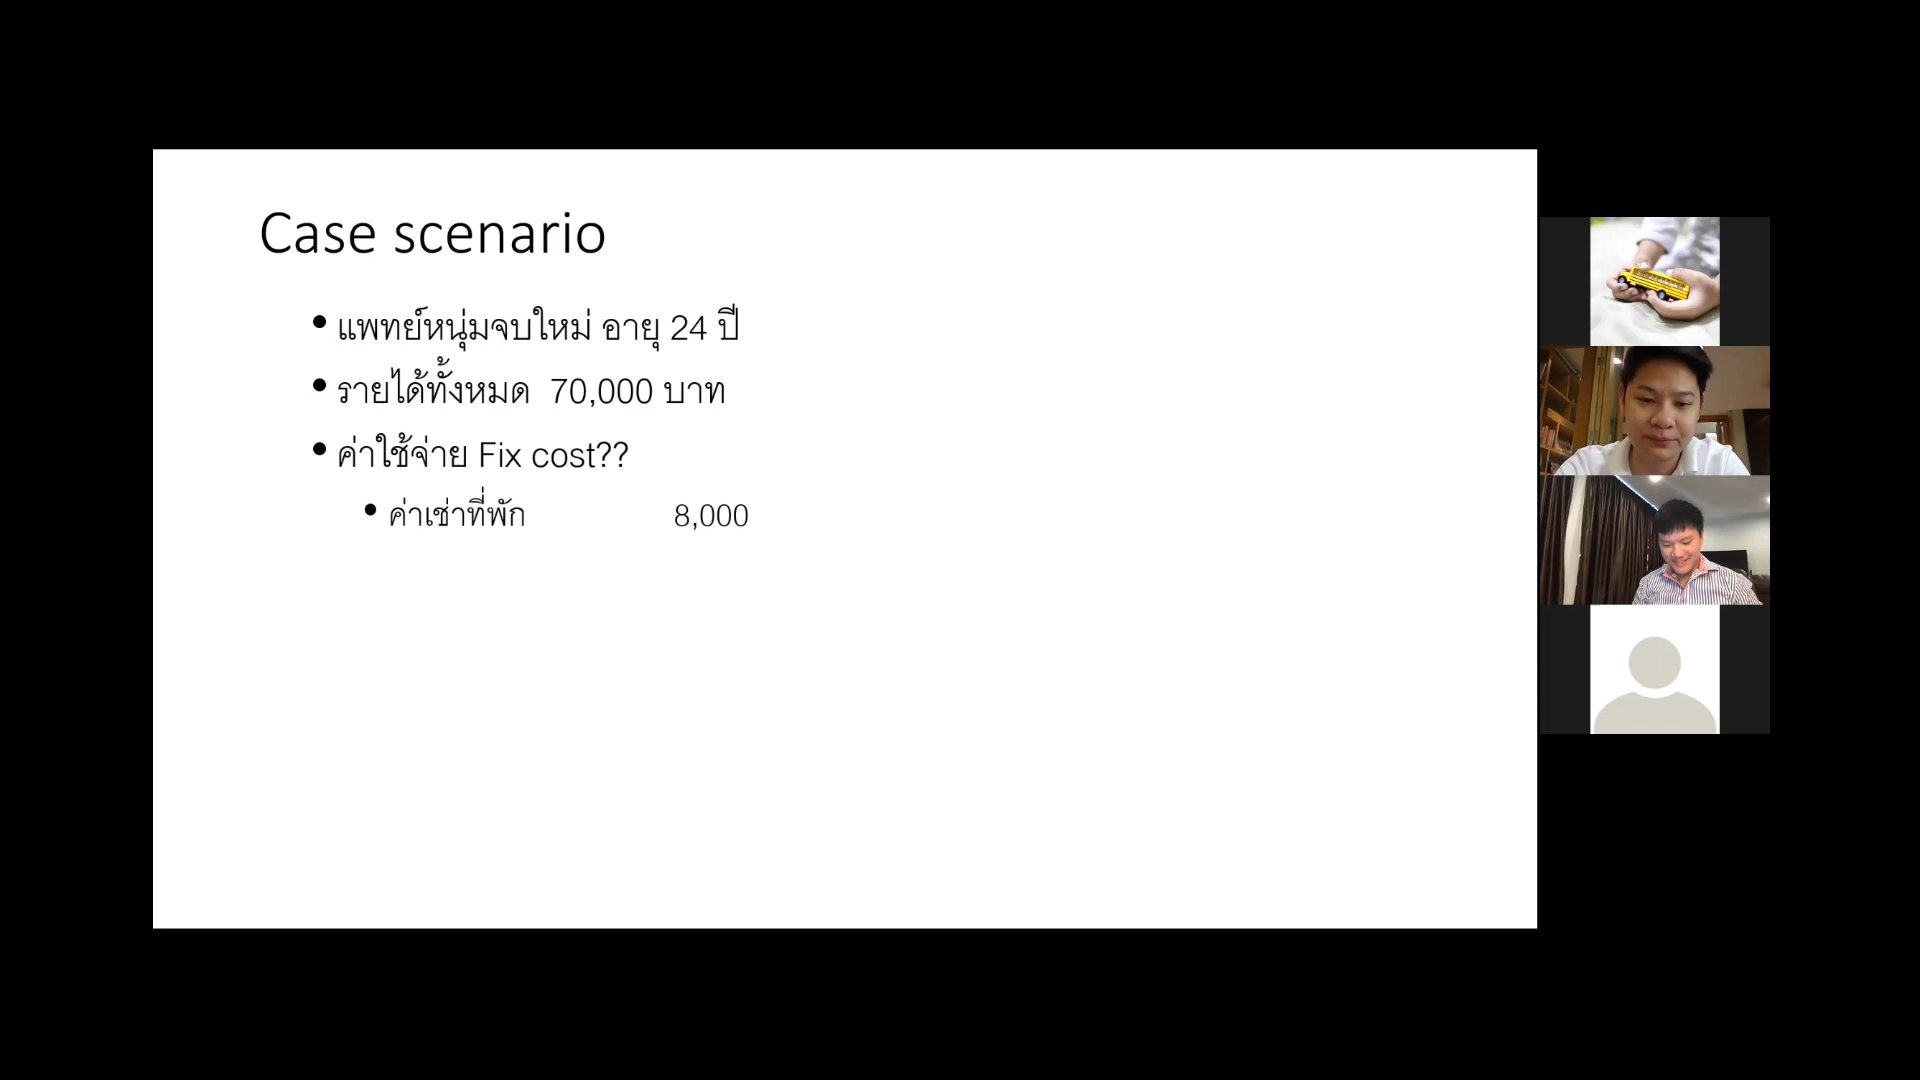 Case scenario
• แพทย์หนุ่มจบใหม่ อายุ 24 ปี
• รายได้ทั้งหมด 70,000 บาท
• ค่าใช้จ่าย Fix cost??
• ค่าเช่าที่พัก 8,000